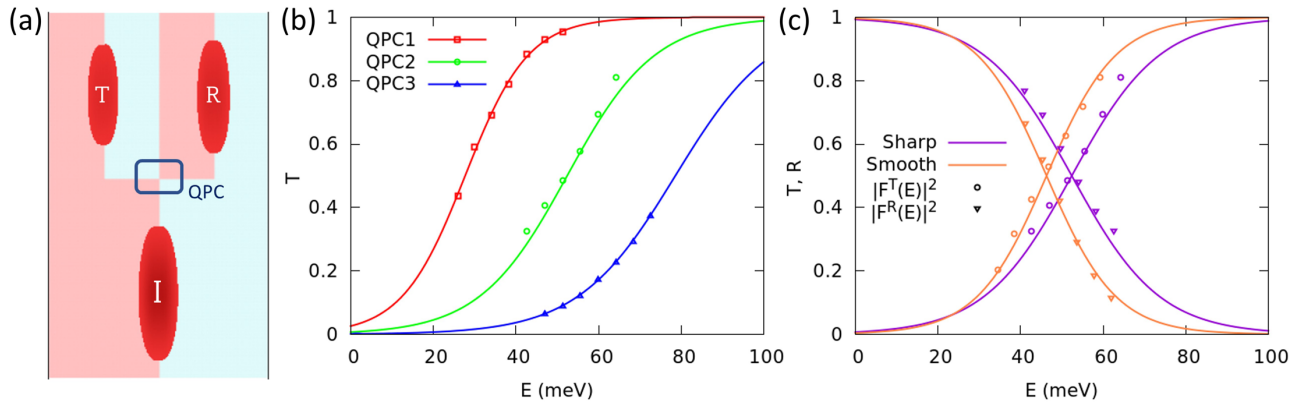 (a)
T
R
QPC
I
(b)
QPC1
QPC2
QPC3
T
1
0.8
0.6
0.4
0.2
0
0 20 40 60 80 100
E (meV)
(c)
Sharp
Smooth
|F^T(E)|^2
|F^R(E)|^2
T, R
1
0.8
0.6
0.4
0.2
0
0 20 40 60 80 100
E (meV)